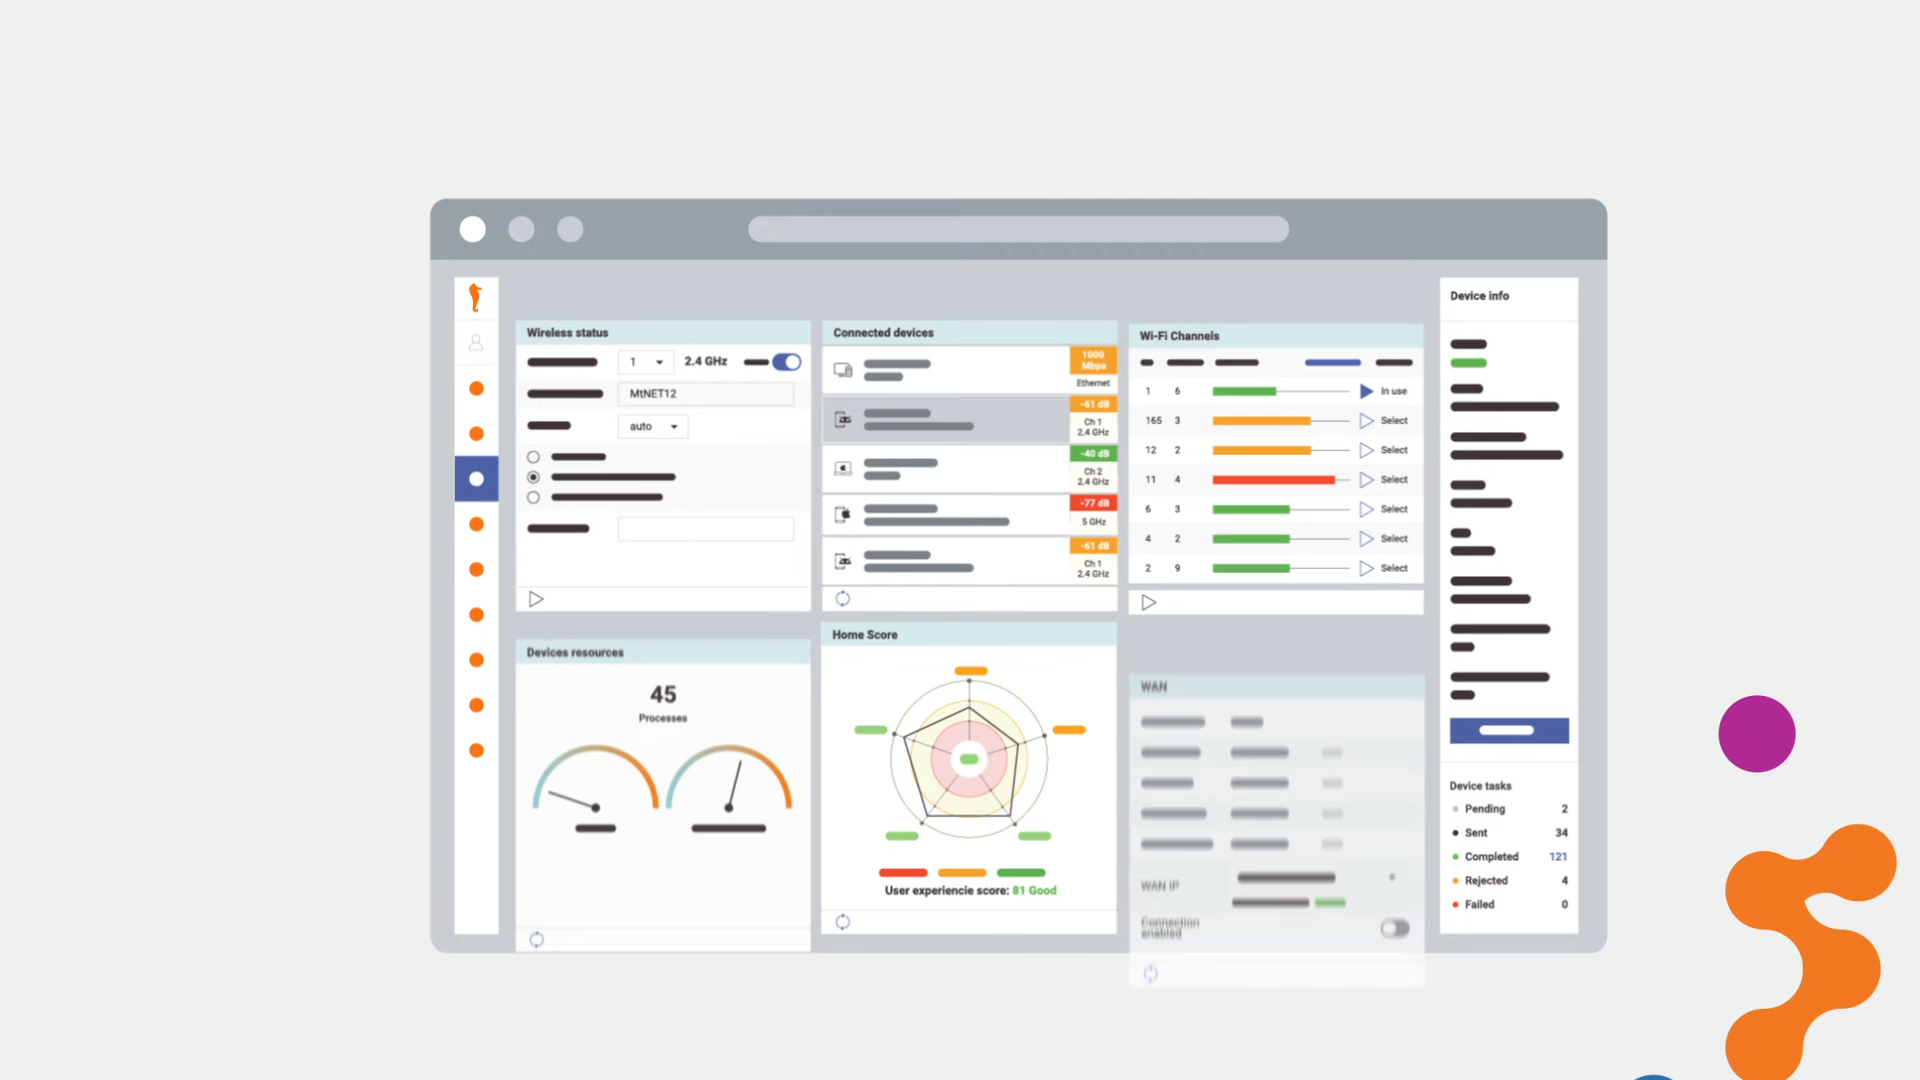 Wireless status
1
2.4 GHz
MtNET12
auto
Connected devices
1000
Mbps
Ethernet
-61 dB
Ch 1
2.4 GHz
-40 dB
Ch 2
2.4 GHz
-77 dB
5 GHz
-61 dB
Ch 1
2.4 GHz
Wi-Fi Channels
1 6 In use
165 3 Select
12 2 Select
11 4 Select
6 3 Select
4 2 Select
2 9 Select
Devices resources
45
Processes
Home Score
User experiencie score: 81 Good
WAN
WAN IP
Connection
enabled
Device info
Device tasks
Pending 2
Sent 34
Completed 121
Rejected 4
Failed 0